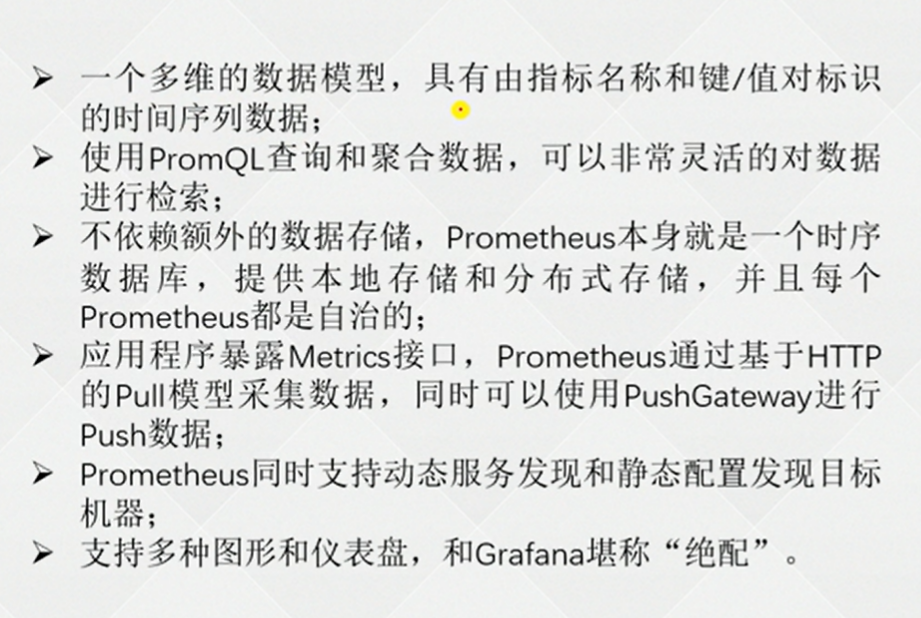 ➢ 一个多维的数据模型，具有由指标名称和键/值对标识
的时间序列数据；
➢ 使用PromQL查询和聚合数据，可以非常灵活的对数据
进行检索；
➢ 不依赖额外的数据存储，Prometheus本身就是一个时序
数据库，提供本地存储和分布式存储，并且每个
Prometheus都是自治的；
➢ 应用程序暴露Metrics接口，Prometheus通过基于HTTP
的Pull模型采集数据，同时可以使用PushGateway进行
Push数据；
➢ Prometheus同时支持动态服务发现和静态配置发现目标
机器；
➢ 支持多种图形和仪表盘，和Grafana堪称“绝配”。